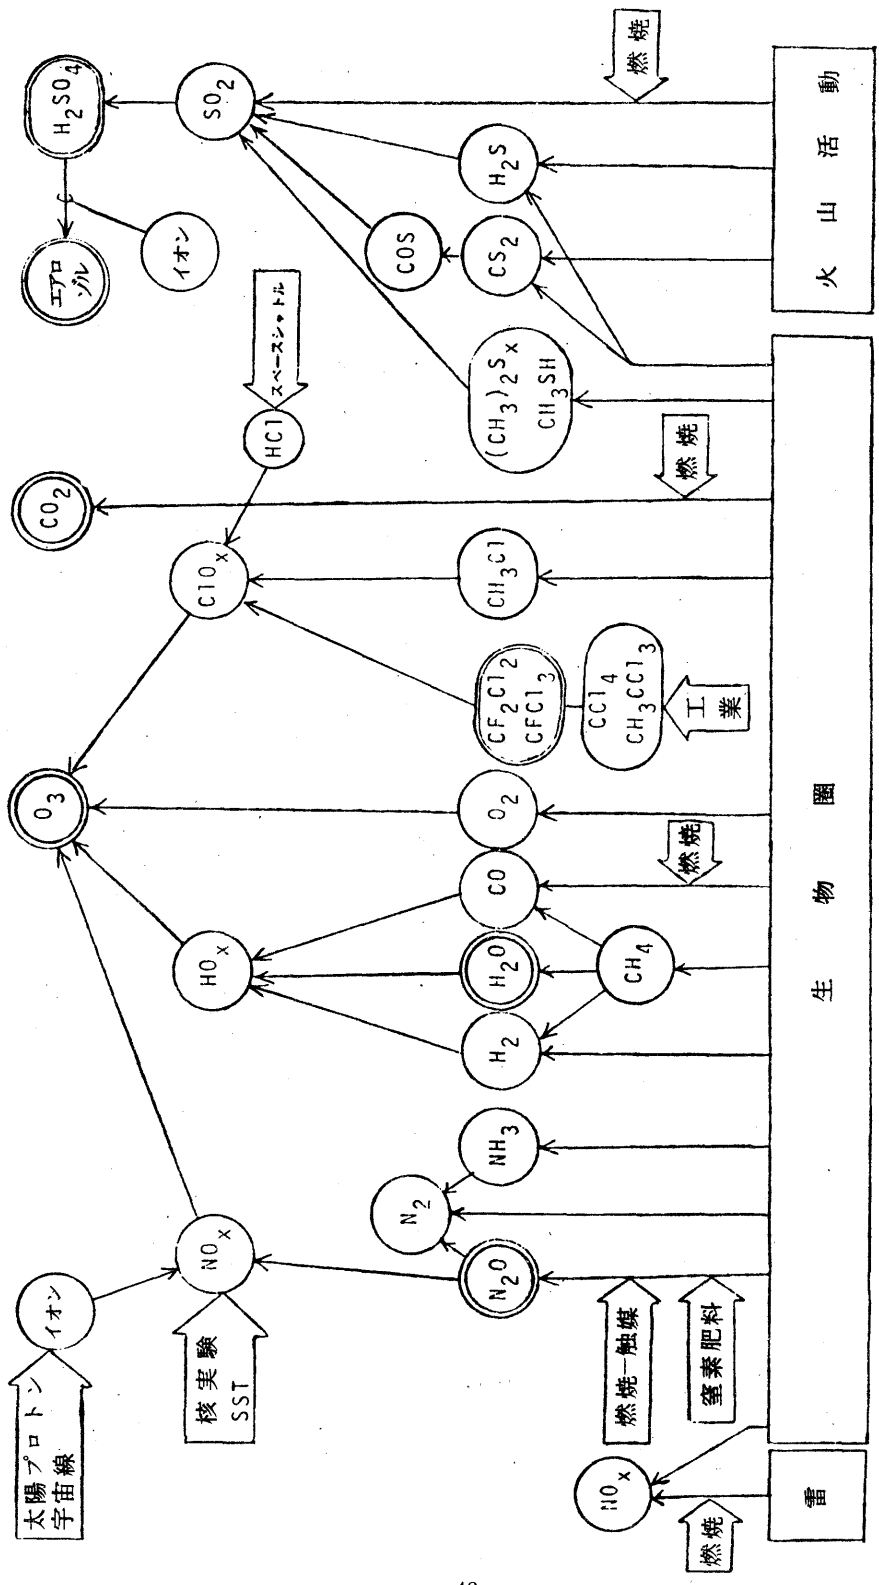 太陽プロトン
宇宙線
イオン
O₃
CO₂
エアロ
ゾル
H₂SO₄
核実験
SST
NOₓ
HOₓ
ClOₓ
HCl
スペースシャトル
イオン
SO₂
N₂
COS
N₂O
NH₃
H₂
H₂O
CO
O₂
CF₂Cl₂
CFCl₃
CH₃Cl
(CH₃)₂Sₓ
CH₃SH
CS₂
H₂S
NOₓ
燃焼-触媒
CH₄
CCl₄
CH₃CCl₃
燃焼
燃焼
窒素肥料
燃焼
工業
燃焼
雷
生物圏
火山活動